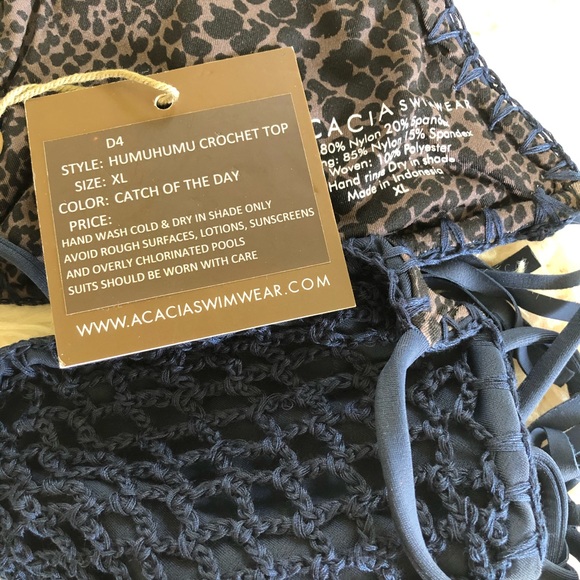 D4
STYLE: HUMUHUMU CROCHET TOP
SIZE: XL
COLOR: CATCH OF THE DAY
PRICE:
HAND WASH COLD & DRY IN SHADE ONLY
AVOID ROUGH SURFACES, LOTIONS, SUNSCREENS
AND OVERLY CHLORINATED POOLS
SUITS SHOULD BE WORN WITH CARE
WWW.ACACIASWIMWEAR.COM
ACACIA SWIMWEAR
80% Nylon 20% Spandex
85% Nylon 15% Spandex
Woven: 100% Polyester
Hand rinse Dry in shade
Made in Indonesia
XL